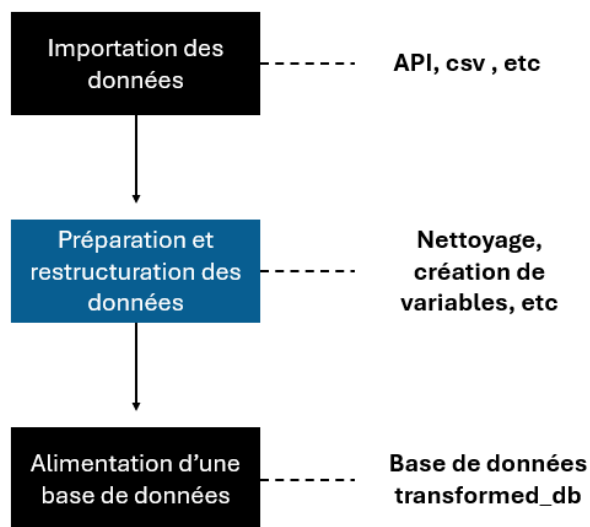 Importation des
données
API, csv , etc
Préparation et
restructuration des
données
Nettoyage,
création de
variables, etc
Alimentation d’une
base de données
Base de données
transformed_db